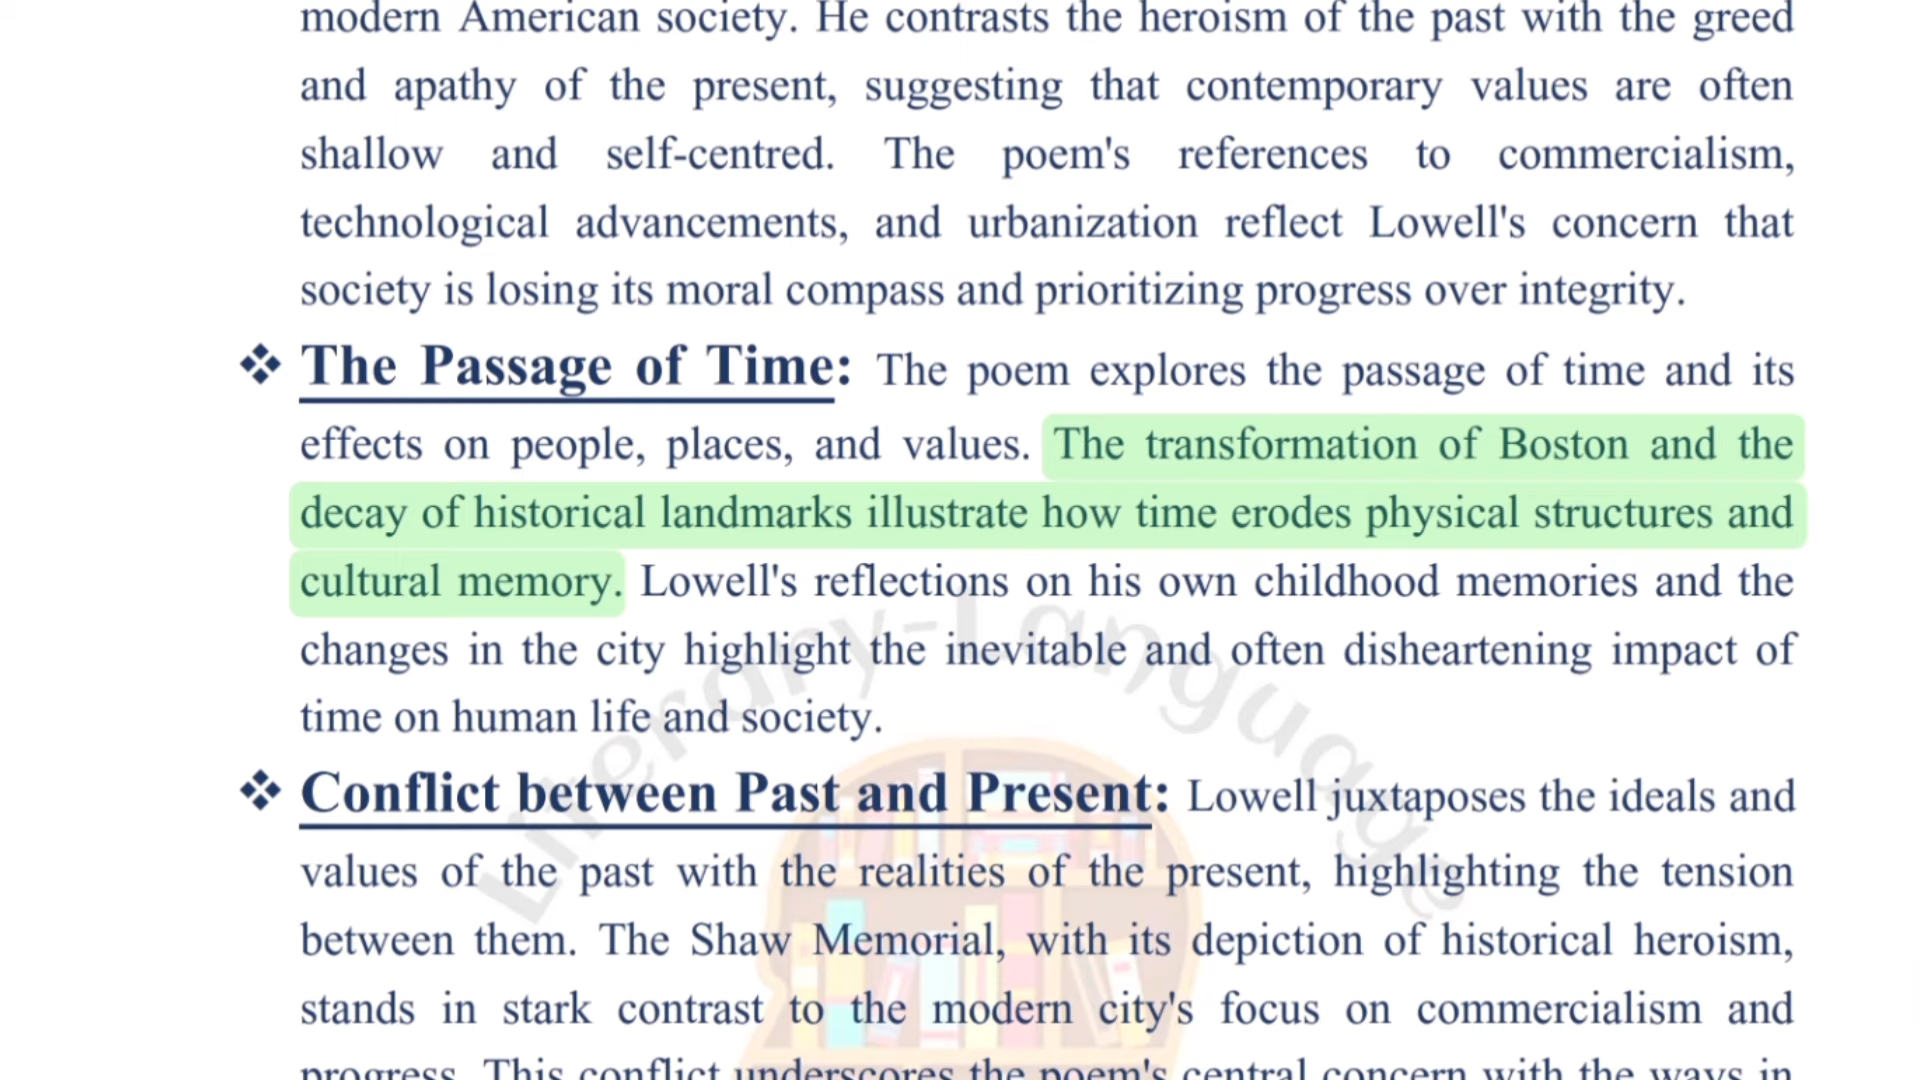 modern American society. He contrasts the heroism of the past with the greed
and apathy of the present, suggesting that contemporary values are often
shallow and self-centred. The poem's references to commercialism,
technological advancements, and urbanization reflect Lowell's concern that
society is losing its moral compass and prioritizing progress over integrity.
❖ The Passage of Time: The poem explores the passage of time and its
effects on people, places, and values. The transformation of Boston and the
decay of historical landmarks illustrate how time erodes physical structures and
cultural memory. Lowell's reflections on his own childhood memories and the
changes in the city highlight the inevitable and often disheartening impact of
time on human life and society.
❖ Conflict between Past and Present: Lowell juxtaposes the ideals and
values of the past with the realities of the present, highlighting the tension
between them. The Shaw Memorial, with its depiction of historical heroism,
stands in stark contrast to the modern city's focus on commercialism and
progress. This conflict underscores the poem's central concern with the ways in
Literary-Language